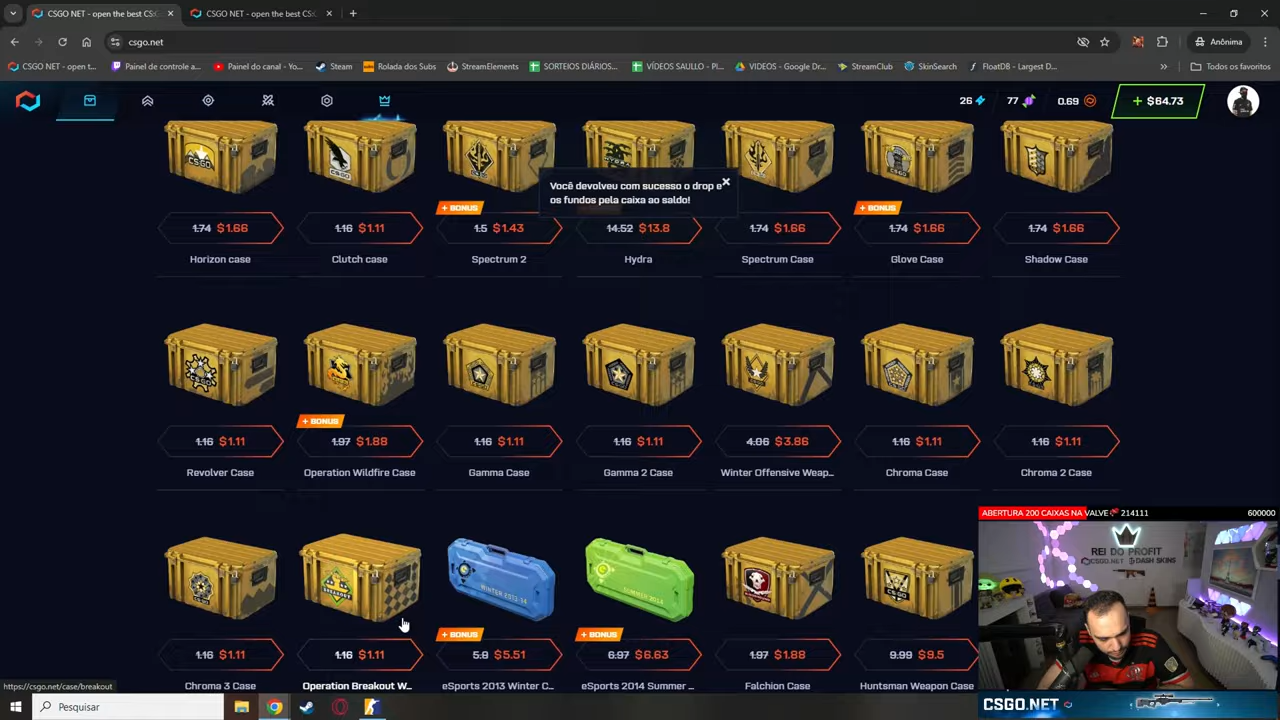 CSGO NET - open the best CS:
CSGO NET - open the best CS:
csgo.net
Anônima
CSGO NET - open t...
Painel de controle a...
Painel do canal - Yo...
Steam
Rolada dos Subs
StreamElements
SORTEIOS DIÁRIOS...
VÍDEOS SAULLO - Pl...
VIDEOS - Google Dr...
StreamClub
SkinSearch
FloatDB - Largest D...
Todos os favoritos
26
77
0.69
+ $64.73
Você devolveu com sucesso o drop e
os fundos pela caixa ao saldo!
+ BONUS
+ BONUS
1.74 $1.66
1.16 $1.11
1.5 $1.43
14.52 $13.8
1.74 $1.66
1.74 $1.66
1.74 $1.66
Horizon case
Clutch case
Spectrum 2
Hydra
Spectrum Case
Glove Case
Shadow Case
+ BONUS
1.16 $1.11
1.97 $1.88
1.16 $1.11
1.16 $1.11
4.06 $3.86
1.16 $1.11
1.16 $1.11
Revolver Case
Operation Wildfire Case
Gamma Case
Gamma 2 Case
Winter Offensive Weap...
Chroma Case
Chroma 2 Case
ABERTURA 200 CAIXAS NA VALVE 214111
600000
REI DO PROFIT
CSGO.NET DASH SKINS
WINTER 2013-14
SUMMER 2014
BREAKOUT
+ BONUS
+ BONUS
1.16 $1.11
1.16 $1.11
5.8 $5.51
6.97 $6.63
1.97 $1.88
9.99 $9.5
https://csgo.net/case/breakout
Chroma 3 Case
Operation Breakout W...
eSports 2013 Winter C...
eSports 2014 Summer ...
Falchion Case
Huntsman Weapon Case
Pesquisar
CSGO.NET